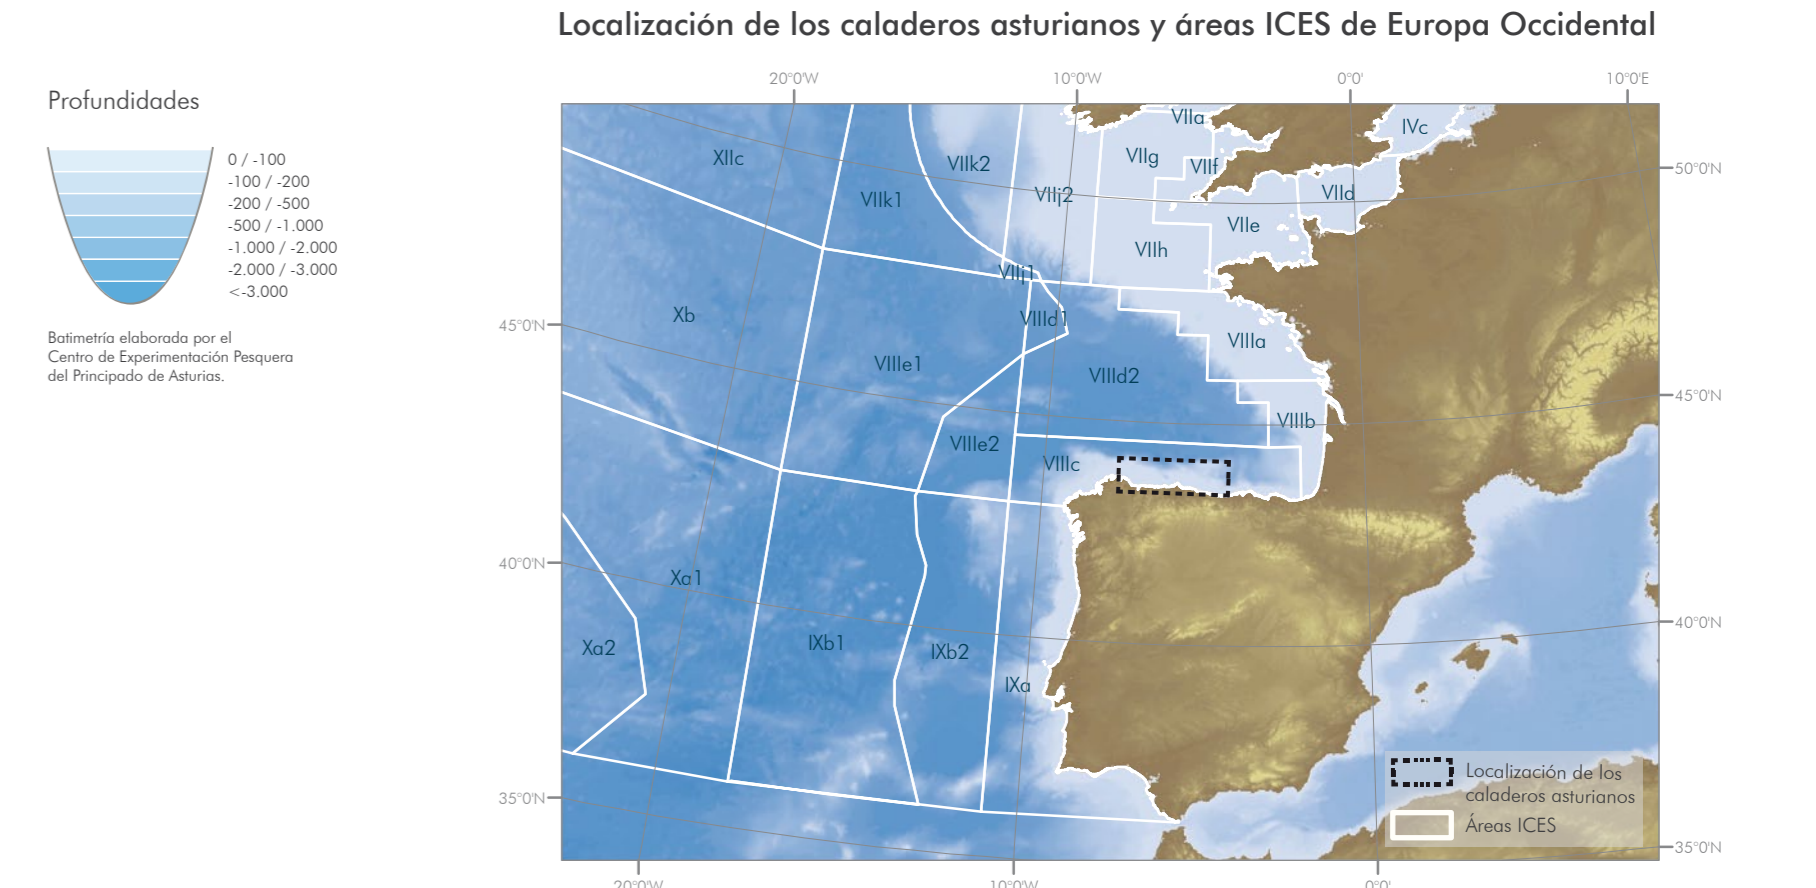 Localización de los caladeros asturianos y áreas ICES de Europa Occidental
Profundidades
0 / -100
-100 / -200
-200 / -500
-500 / -1.000
-1.000 / -2.000
-2.000 / -3.000
<-3.000
Batimetría elaborada por el
Centro de Experimentación Pesquera
del Principado de Asturias.
20°0'W
10°0'W
0°0'
10°0'E
50°0'N
45°0'N
45°0'N
40°0'N
40°0'N
35°0'N
35°0'N
20°0'W
10°0'W
0°0'
VIIa
IVc
XIIc
VIIk2
VIIg
VIIf
VIIk1
VIIj2
VIId
VIIe
VIIh
VIIj1
Xb
VIIId1
VIIIa
VIIIe1
VIIId2
VIIIb
VIIIe2
VIIIc
Xa1
Xa2
IXb1
IXb2
IXa
Localización de los
caladeros asturianos
Áreas ICES